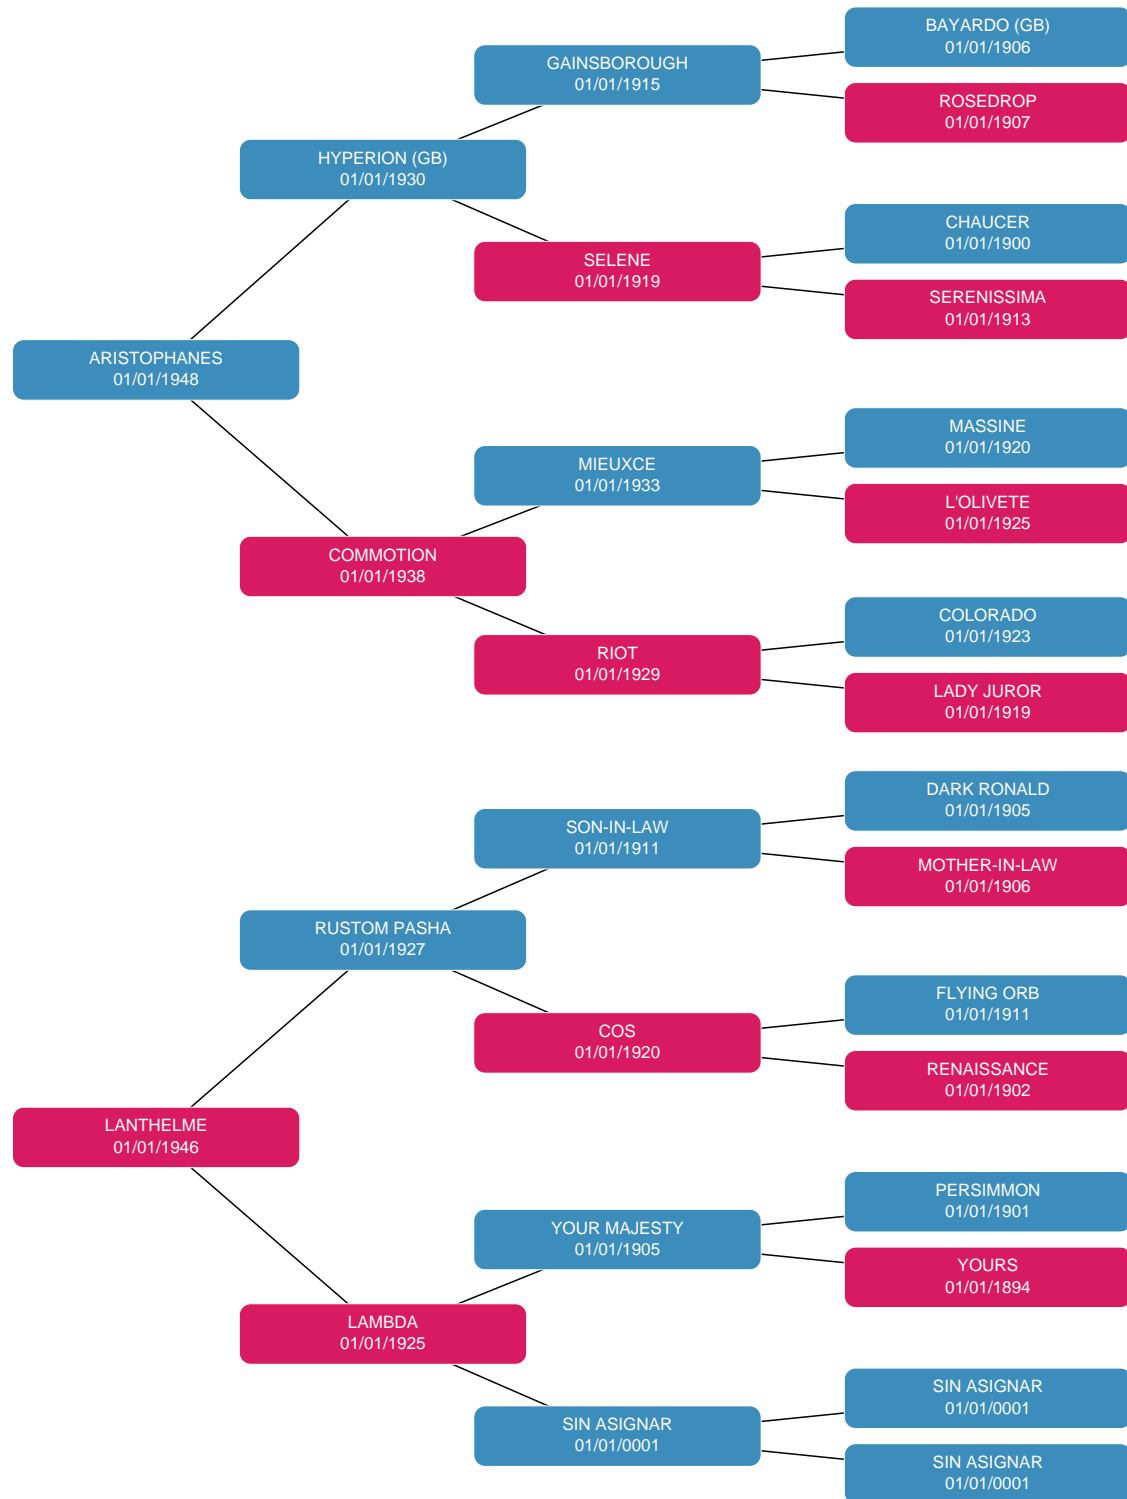 BAYARDO (GB)
01/01/1906
GAINSBOROUGH
01/01/1915
ROSEDROP
01/01/1907
HYPERION (GB)
01/01/1930
CHAUCER
01/01/1900
SELENE
01/01/1919
SERENISSIMA
01/01/1913
ARISTOPHANES
01/01/1948
MASSINE
01/01/1920
MIEUXCE
01/01/1933
L'OLIVETE
01/01/1925
COMMOTION
01/01/1938
COLORADO
01/01/1923
RIOT
01/01/1929
LADY JUROR
01/01/1919
DARK RONALD
01/01/1905
SON-IN-LAW
01/01/1911
MOTHER-IN-LAW
01/01/1906
RUSTOM PASHA
01/01/1927
FLYING ORB
01/01/1911
COS
01/01/1920
RENAISSANCE
01/01/1902
LANTHELME
01/01/1946
PERSIMMON
01/01/1901
YOUR MAJESTY
01/01/1905
YOURS
01/01/1894
LAMBDA
01/01/1925
SIN ASIGNAR
01/01/0001
SIN ASIGNAR
01/01/0001
SIN ASIGNAR
01/01/0001